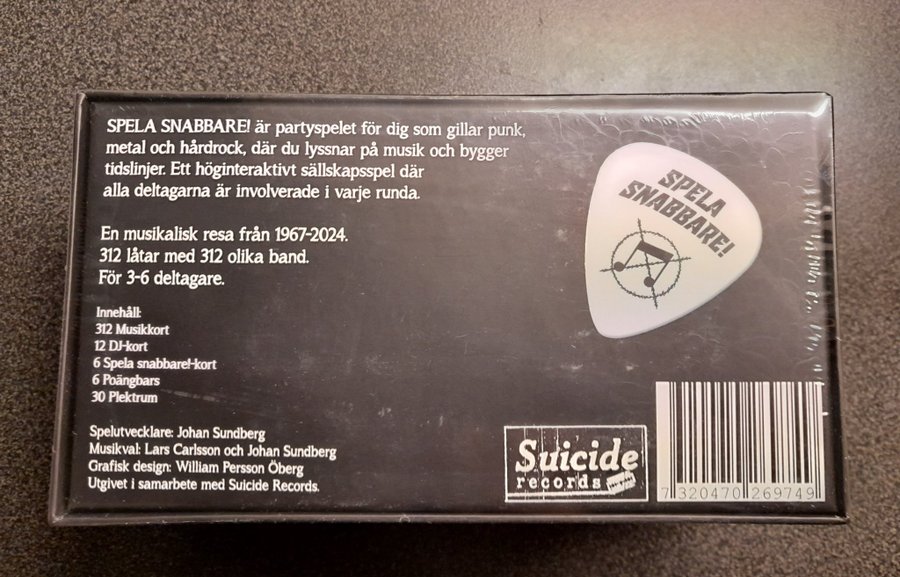 SPELA SNABBARE! är partyspelet för dig som gillar punk,
metal och hårdrock, där du lyssnar på musik och bygger
tidslinjer. Ett höginteraktivt sällskapsspel där
alla deltagarna är involverade i varje runda.
En musikalisk resa från 1967-2024.
312 låtar med 312 olika band.
För 3-6 deltagare.
Innehåll:
312 Musikkort
12 DJ-kort
6 Spela snabbare!-kort
6 Poängbars
30 Plektrum
Spelutvecklare: Johan Sundberg
Musikval: Lars Carlsson och Johan Sundberg
Grafisk design: William Persson Öberg
Utgivet i samarbete med Suicide Records.
SPELA
SNABBARE!
Suicide
records
7 320470 269749